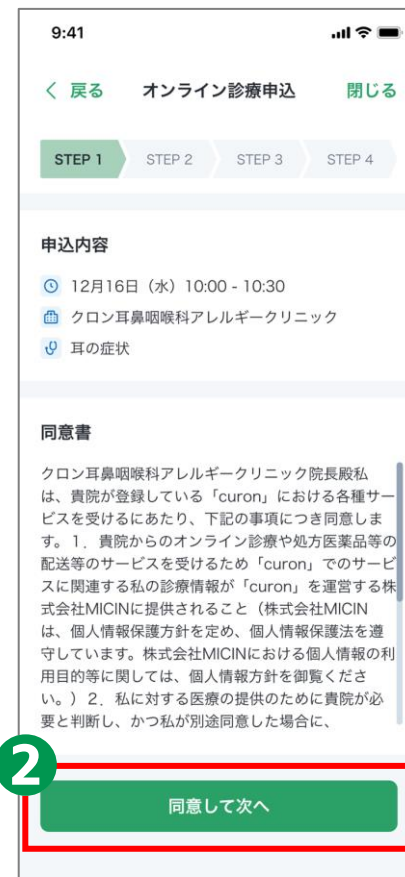 9:41
戻る オンライン診療申込 閉じる
STEP 1 STEP 2 STEP 3 STEP 4
申込内容
12月16日（水）10:00 - 10:30
クロン耳鼻咽喉科アレルギークリニック
耳の症状
同意書
クロン耳鼻咽喉科アレルギークリニック院長殿私
は、貴院が登録している「curon」における各種サー
ビスを受けるにあたり、下記の事項につき同意しま
す。1．貴院からのオンライン診療や処方医薬品等の
配送等のサービスを受けるため「curon」でのサービ
スに関連する私の診療情報が「curon」を運営する株
式会社MICINに提供されること（株式会社MICIN
は、個人情報保護方針を定め、個人情報保護法を遵
守しています。株式会社MICINにおける個人情報の利
用目的等に関しては、個人情報方針を御覧くださ
い。）2．私に対する医療の提供のために貴院が必
要と判断し、かつ私が別途同意した場合に、
2
同意して次へ